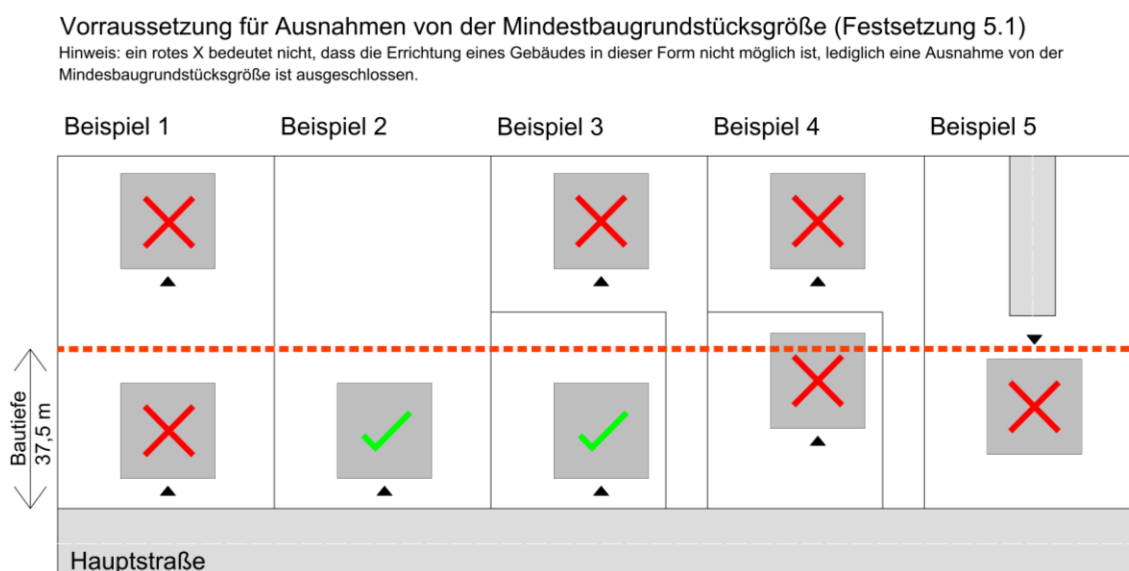 Vorraussetzung für Ausnahmen von der Mindestbaugrundstücksgröße (Festsetzung 5.1)
Hinweis: ein rotes X bedeutet nicht, dass die Errichtung eines Gebäudes in dieser Form nicht möglich ist, lediglich eine Ausnahme von der
Mindesbaugrundstücksgröße ist ausgeschlossen.
Beispiel 1
Beispiel 2
Beispiel 3
Beispiel 4
Beispiel 5
Bautiefe
37,5 m
Hauptstraße